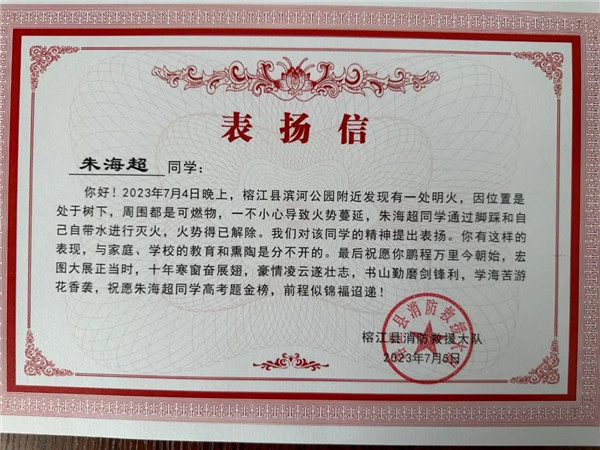 表扬信
朱海超 同学：
你好！2023年7月4日晚上，榕江县滨河公园附近发现有一处明火，因位置是
处于树下，周围都是可燃物，一不小心导致火势蔓延，朱海超同学通过脚踩和自
己自带水进行灭火，火势得已解除。我们对该同学的精神提出表扬。你有这样的
表现，与家庭、学校的教育和熏陶是分不开的。最后祝愿你鹏程万里今朝始，宏
图大展正当时，十年寒窗奋展翅，豪情凌云遂壮志，书山勤磨剑锋利，学海苦游
花香袭，祝愿朱海超同学高考题金榜，前程似锦福迢递！
榕江县消防救援大队
2023年7月5日
榕江县消防救援大队